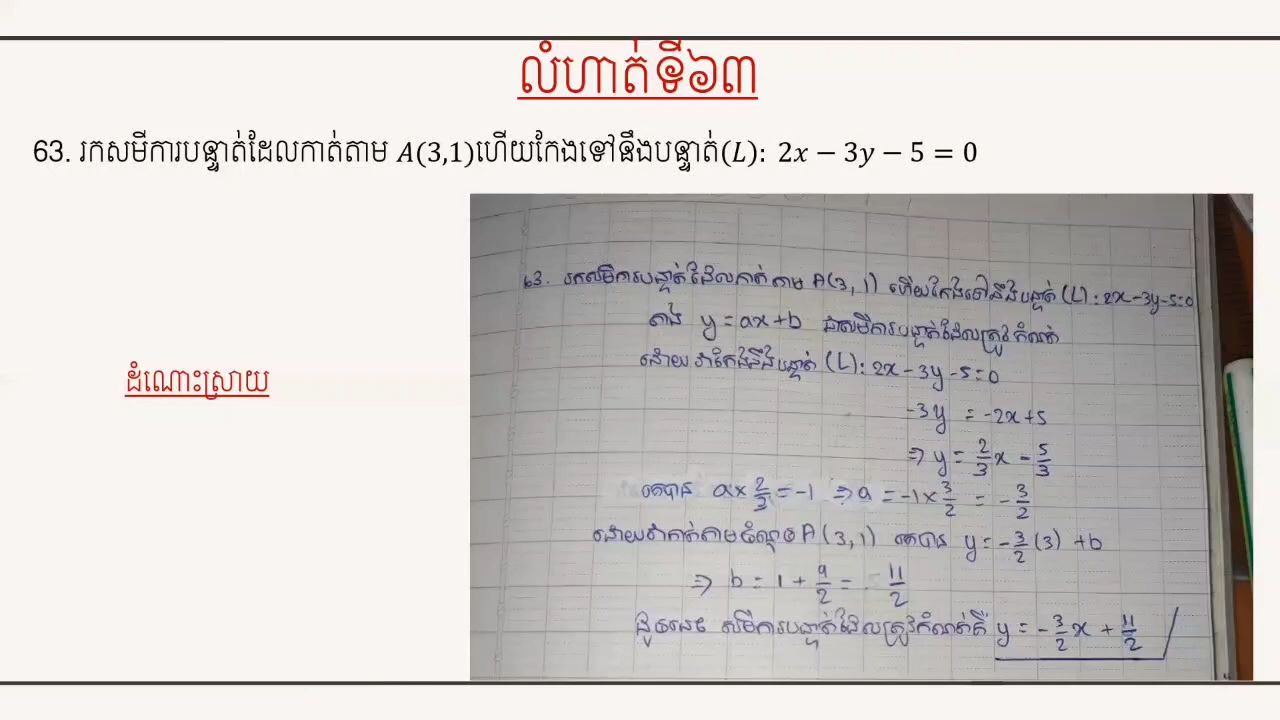 លំហាត់ទី៦៣
63. រកសមីការបន្ទាត់ដែលកាត់តាម A(3,1)ហើយកែងទៅនឹងបន្ទាត់(L): 2x − 3y − 5 = 0
ដំណោះស្រាយ
63. រកសមីការបន្ទាត់ដែលកាត់តាម A(3,1) ហើយកែងទៅនឹងបន្ទាត់ (L): 2x-3y-5=0
តាង y = ax+b ជាសមីការបន្ទាត់ដែលត្រូវកំណត់
ដោយវាកែងនឹងបន្ទាត់ (L): 2x - 3y -5=0
-3y = -2x+5
⇒ y = 2/3 x - 5/3
គេបាន a× 2/3 = -1 ⇒ a = -1 × 3/2 = - 3/2
ដោយវាកាត់តាមចំណុច A(3,1) គេបាន y = - 3/2 (3) +b
⇒ b = 1 + 9/2 = 11/2
ដូចនេះ សមីការបន្ទាត់ដែលត្រូវកំណត់គឺ y = - 3/2 x + 11/2